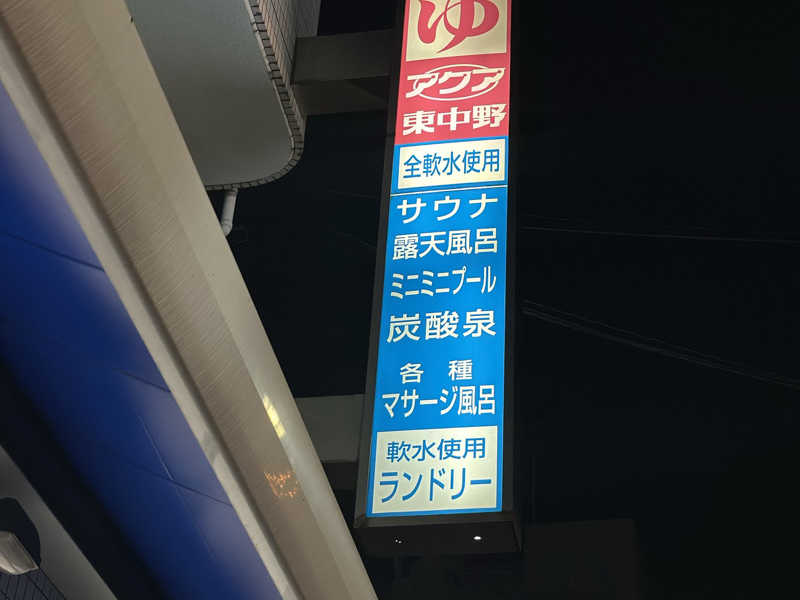 ゆ
アクア
東中野
全軟水使用
サウナ
露天風呂
ミニミニプール
炭酸泉
各種
マサージ風呂
軟水使用
ランドリー